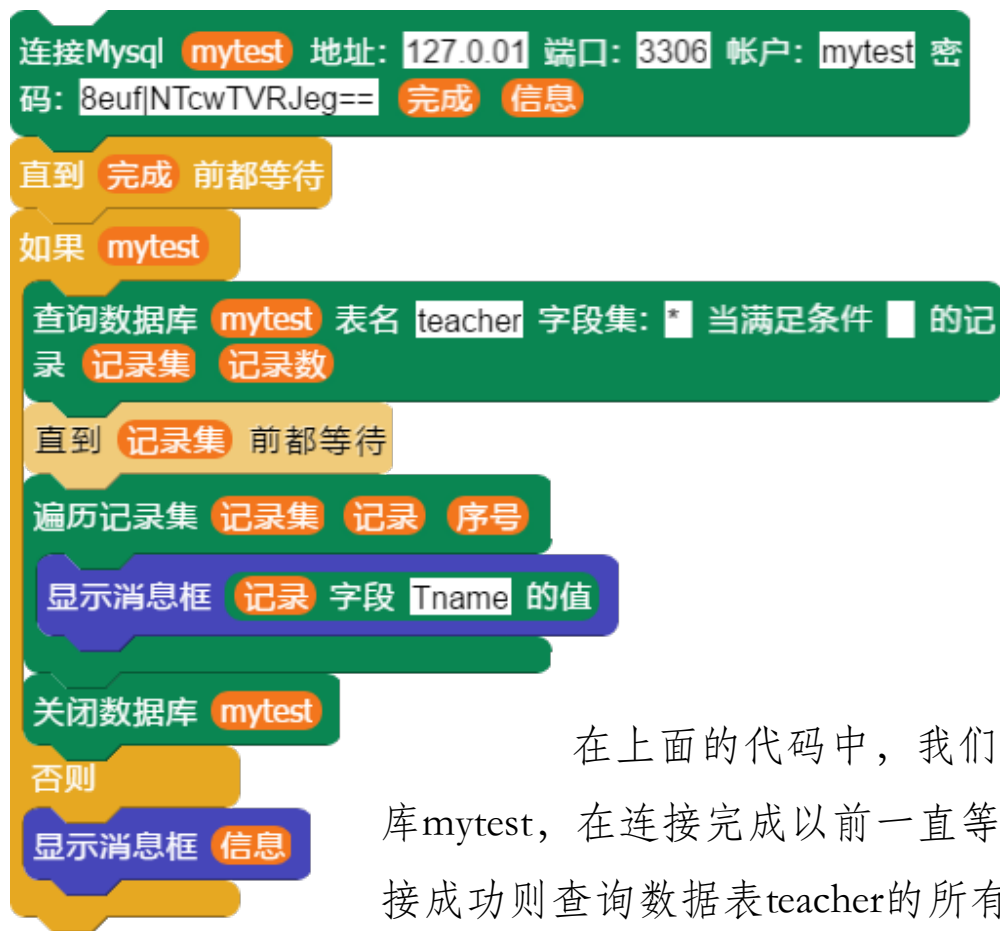 连接Mysql mytest 地址: 127.0.01 端口: 3306 帐户: mytest 密
码: 8euf|NTcwTVRJeg== 完成 信息
直到 完成 前都等待
如果 mytest
查询数据库 mytest 表名 teacher 字段集: * 当满足条件 的记
录 记录集 记录数
直到 记录集 前都等待
遍历记录集 记录集 记录 序号
显示消息框 记录 字段 Tname 的值
关闭数据库 mytest
否则
显示消息框 信息
在上面的代码中，我们
库mytest，在连接完成以前一直等
接成功则查询数据表teacher的所有